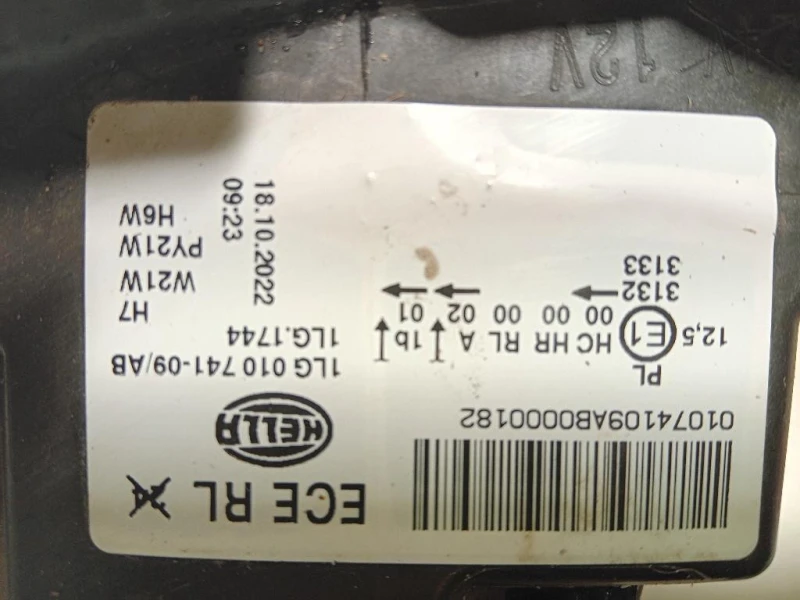 ECE RL
24
HELLA
1LG 010 741-09/AB
1LG.1744
H7
W21W
PY21W
H6W
18.10.2022
09:23
01074109AB0000182
PL
12,5 E1 HC HR RL A 1b
00 00 00 02 01
3132
3133
12V